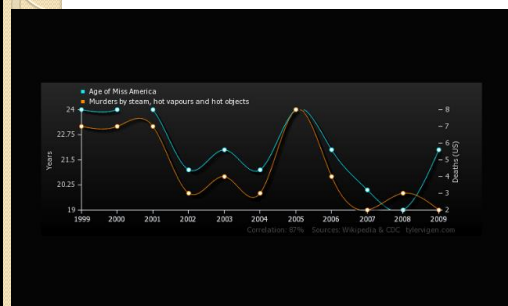 Age of Miss America
Murders by steam, hot vapours and hot objects
24
22.75
21.5
20.25
19
Years
8
7
6
5
4
3
2
Deaths (US)
1999 2000 2001 2002 2003 2004 2005 2006 2007 2008 2009
Correlation: 87% Sources: Wikipedia & CDC tylervigen.com